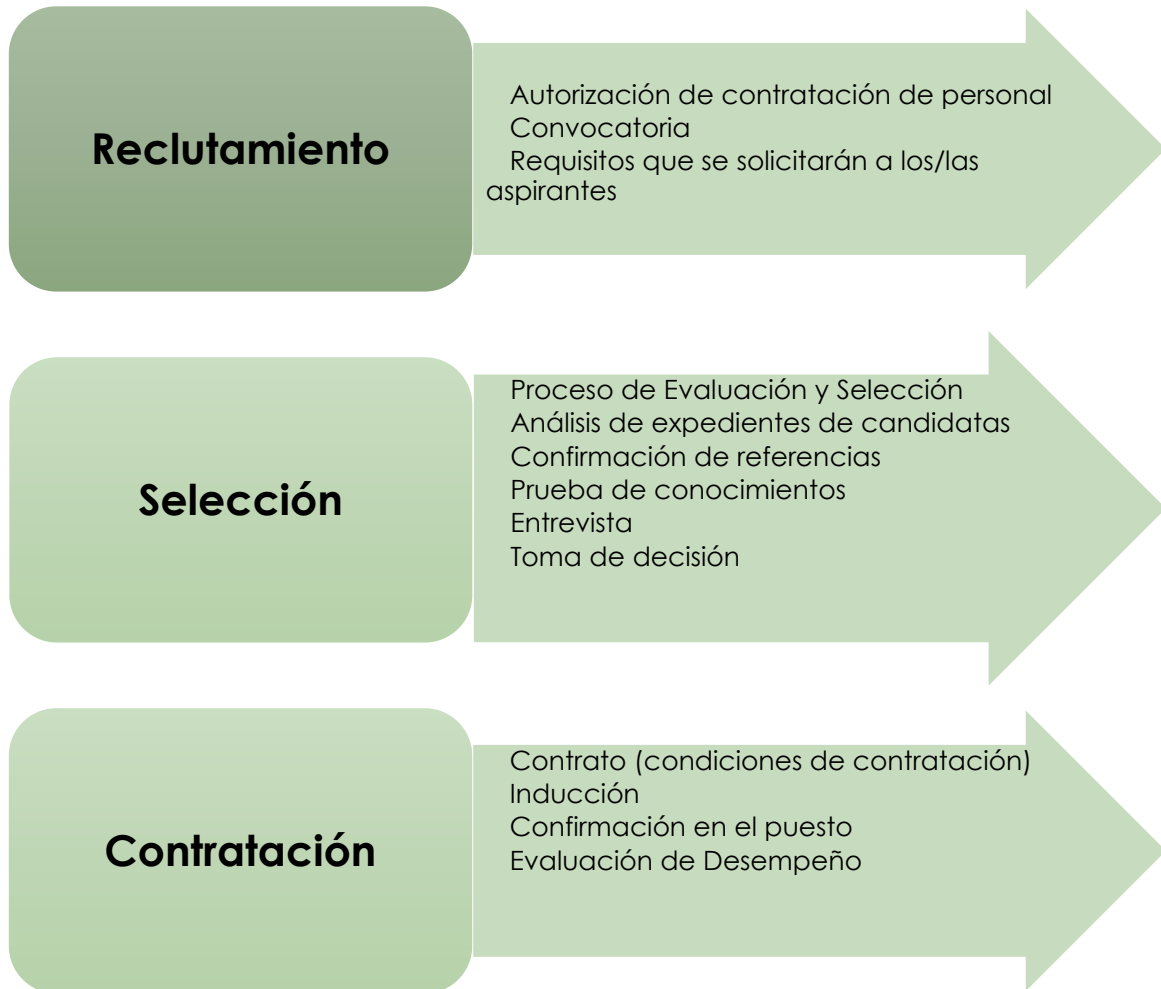 Reclutamiento
Autorización de contratación de personal
Convocatoria
Requisitos que se solicitarán a los/las
aspirantes
Selección
Proceso de Evaluación y Selección
Análisis de expedientes de candidatas
Confirmación de referencias
Prueba de conocimientos
Entrevista
Toma de decisión
Contratación
Contrato (condiciones de contratación)
Inducción
Confirmación en el puesto
Evaluación de Desempeño